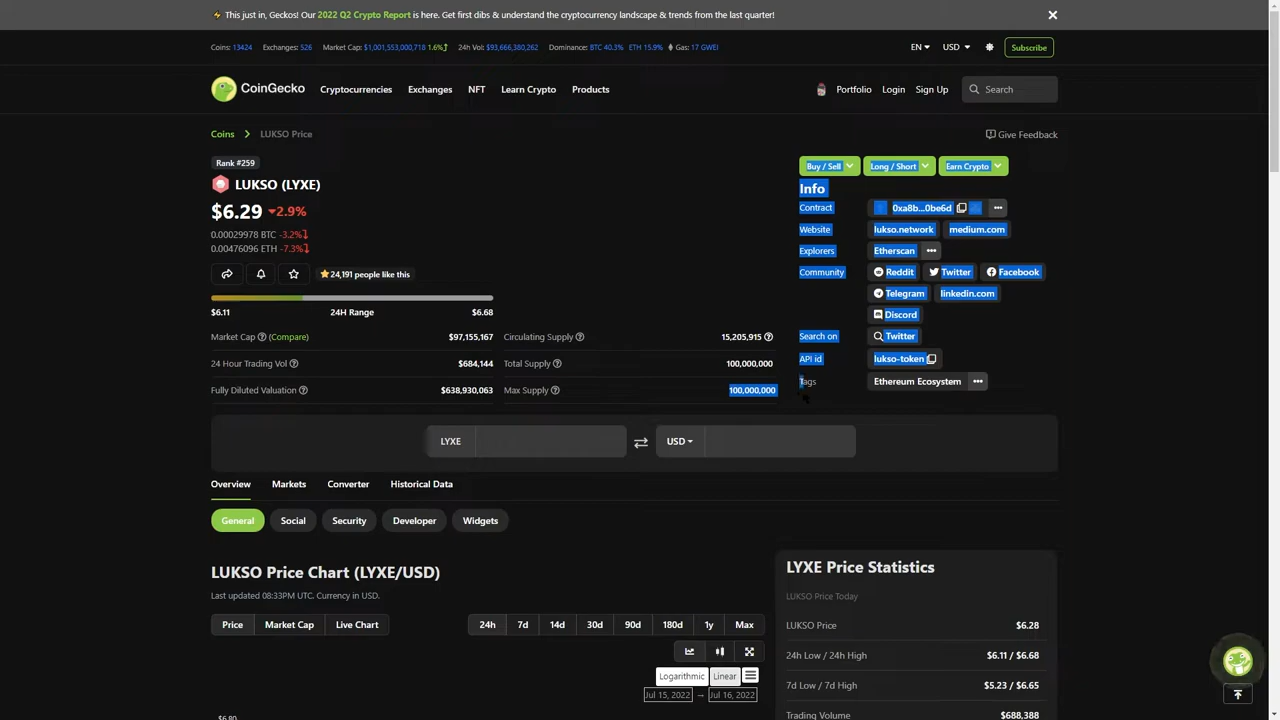 This just in, Geckos! Our 2022 Q2 Crypto Report is here. Get first dibs & understand the cryptocurrency landscape & trends from the last quarter!
Coins: 13424 Exchanges: 526 Market Cap: $1,001,553,000,718 1.6% 24h Vol: $93,666,380,262 Dominance: BTC 40.3% ETH 15.9% Gas: 17 GWEI EN USD Subscribe
CoinGecko Cryptocurrencies Exchanges NFT Learn Crypto Products Portfolio Login Sign Up Search
Coins > LUKSO Price Give Feedback
Rank #259
LUKSO (LYXE)
$6.29 2.9%
0.00029978 BTC -3.2%
0.00476096 ETH -7.3%
24,191 people like this
$6.11 24H Range $6.68
Market Cap (Compare) $97,155,167
24 Hour Trading Vol $684,144
Fully Diluted Valuation $638,930,063
Circulating Supply 15,205,915
Total Supply 100,000,000
Max Supply 100,000,000
Buy / Sell Long / Short Earn Crypto
Info
Contract 0xa8b...0be6d
Website lukso.network medium.com
Explorers Etherscan
Community Reddit Twitter Facebook
Telegram linkedin.com
Discord
Search on Twitter
API id lukso-token
Tags Ethereum Ecosystem
LYXE USD
Overview Markets Converter Historical Data
General Social Security Developer Widgets
LUKSO Price Chart (LYXE/USD)
Last updated 08:33PM UTC. Currency in USD.
Price Market Cap Live Chart 24h 7d 14d 30d 90d 180d 1y Max
Logarithmic Linear
Jul 15, 2022 → Jul 16, 2022
$6.80
LYXE Price Statistics
LUKSO Price Today
LUKSO Price $6.28
24h Low / 24h High $6.11 / $6.68
7d Low / 7d High $5.23 / $6.65
Trading Volume $688,388